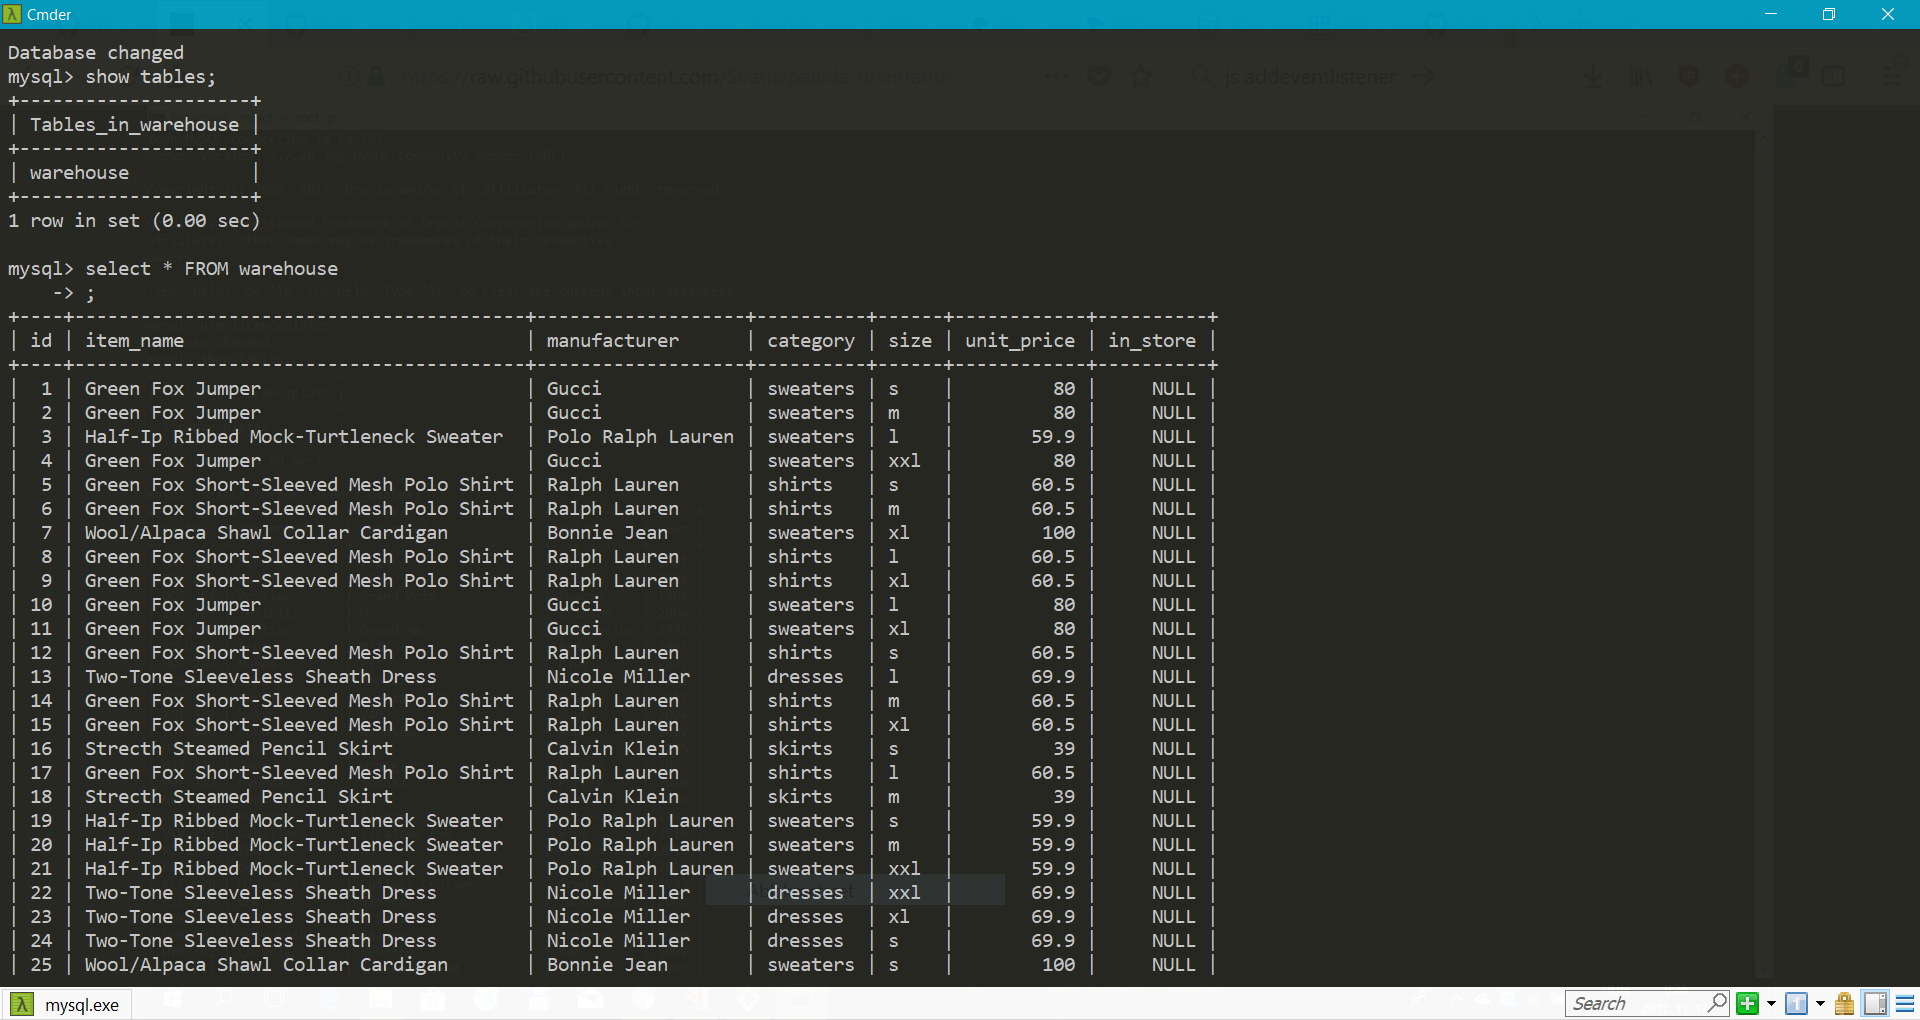 Cmder
Database changed
mysql> show tables;
+---------------------+
| Tables_in_warehouse |
+---------------------+
| warehouse           |
+---------------------+
1 row in set (0.00 sec)
mysql> select * FROM warehouse
    -> ;
+----+-----------------------------------------+-------------------+----------+------+------------+----------+
| id | item_name                               | manufacturer      | category | size | unit_price | in_store |
+----+-----------------------------------------+-------------------+----------+------+------------+----------+
|  1 | Green Fox Jumper                        | Gucci             | sweaters | s    |         80 |     NULL |
|  2 | Green Fox Jumper                        | Gucci             | sweaters | m    |         80 |     NULL |
|  3 | Half-Ip Ribbed Mock-Turtleneck Sweater  | Polo Ralph Lauren | sweaters | l    |       59.9 |     NULL |
|  4 | Green Fox Jumper                        | Gucci             | sweaters | xxl  |         80 |     NULL |
|  5 | Green Fox Short-Sleeved Mesh Polo Shirt | Ralph Lauren      | shirts   | s    |       60.5 |     NULL |
|  6 | Green Fox Short-Sleeved Mesh Polo Shirt | Ralph Lauren      | shirts   | m    |       60.5 |     NULL |
|  7 | Wool/Alpaca Shawl Collar Cardigan       | Bonnie Jean       | sweaters | xl   |        100 |     NULL |
|  8 | Green Fox Short-Sleeved Mesh Polo Shirt | Ralph Lauren      | shirts   | l    |       60.5 |     NULL |
|  9 | Green Fox Short-Sleeved Mesh Polo Shirt | Ralph Lauren      | shirts   | xl   |       60.5 |     NULL |
| 10 | Green Fox Jumper                        | Gucci             | sweaters | l    |         80 |     NULL |
| 11 | Green Fox Jumper                        | Gucci             | sweaters | xl   |         80 |     NULL |
| 12 | Green Fox Short-Sleeved Mesh Polo Shirt | Ralph Lauren      | shirts   | s    |       60.5 |     NULL |
| 13 | Two-Tone Sleeveless Sheath Dress        | Nicole Miller     | dresses  | l    |       69.9 |     NULL |
| 14 | Green Fox Short-Sleeved Mesh Polo Shirt | Ralph Lauren      | shirts   | m    |       60.5 |     NULL |
| 15 | Green Fox Short-Sleeved Mesh Polo Shirt | Ralph Lauren      | shirts   | xl   |       60.5 |     NULL |
| 16 | Strecth Steamed Pencil Skirt            | Calvin Klein      | skirts   | s    |         39 |     NULL |
| 17 | Green Fox Short-Sleeved Mesh Polo Shirt | Ralph Lauren      | shirts   | l    |       60.5 |     NULL |
| 18 | Strecth Steamed Pencil Skirt            | Calvin Klein      | skirts   | m    |         39 |     NULL |
| 19 | Half-Ip Ribbed Mock-Turtleneck Sweater  | Polo Ralph Lauren | sweaters | s    |       59.9 |     NULL |
| 20 | Half-Ip Ribbed Mock-Turtleneck Sweater  | Polo Ralph Lauren | sweaters | m    |       59.9 |     NULL |
| 21 | Half-Ip Ribbed Mock-Turtleneck Sweater  | Polo Ralph Lauren | sweaters | xxl  |       59.9 |     NULL |
| 22 | Two-Tone Sleeveless Sheath Dress        | Nicole Miller     | dresses  | xxl  |       69.9 |     NULL |
| 23 | Two-Tone Sleeveless Sheath Dress        | Nicole Miller     | dresses  | xl   |       69.9 |     NULL |
| 24 | Two-Tone Sleeveless Sheath Dress        | Nicole Miller     | dresses  | s    |       69.9 |     NULL |
| 25 | Wool/Alpaca Shawl Collar Cardigan       | Bonnie Jean       | sweaters | s    |        100 |     NULL |
mysql.exe
Search